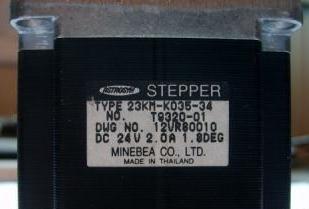 ASTROSYN STEPPER
TYPE 23KM-K035-34
NO. T9320-01
DWG NO. 12VR80010
DC 24V 2.0A 1.8DEG
MINEBEA CO., LTD.
MADE IN THAILAND